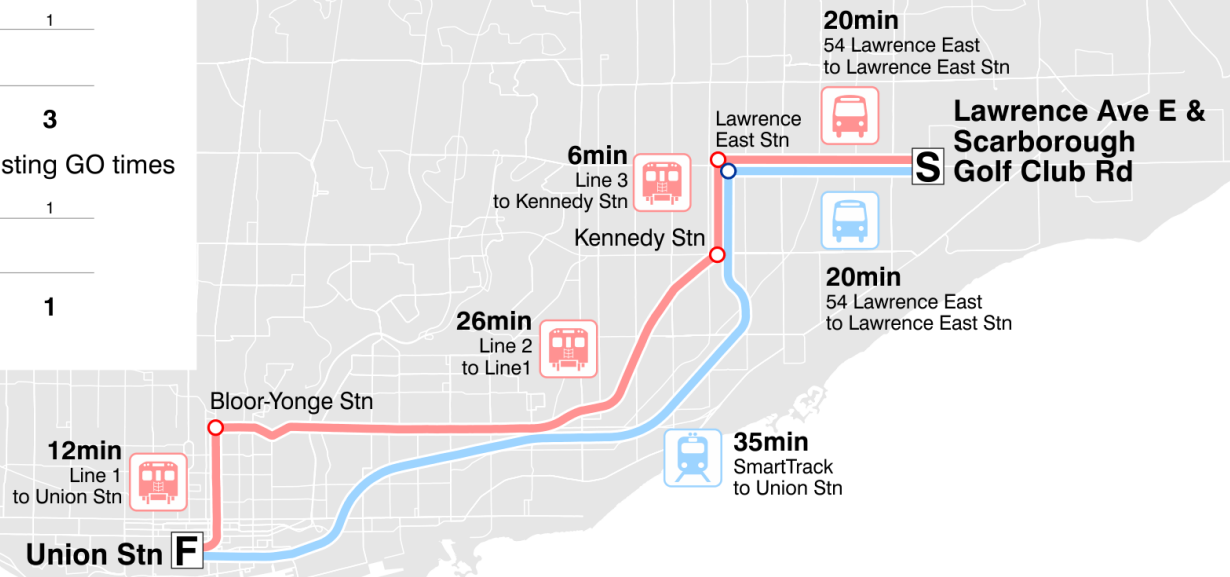 1
3
sting GO times
1
1
20min
54 Lawrence East
to Lawrence East Stn
Lawrence Ave E &
Scarborough
Golf Club Rd
S
Lawrence
East Stn
6min
Line 3
to Kennedy Stn
Kennedy Stn
20min
54 Lawrence East
to Lawrence East Stn
26min
Line 2
to Line1
Bloor-Yonge Stn
12min
Line 1
to Union Stn
35min
SmartTrack
to Union Stn
Union Stn F